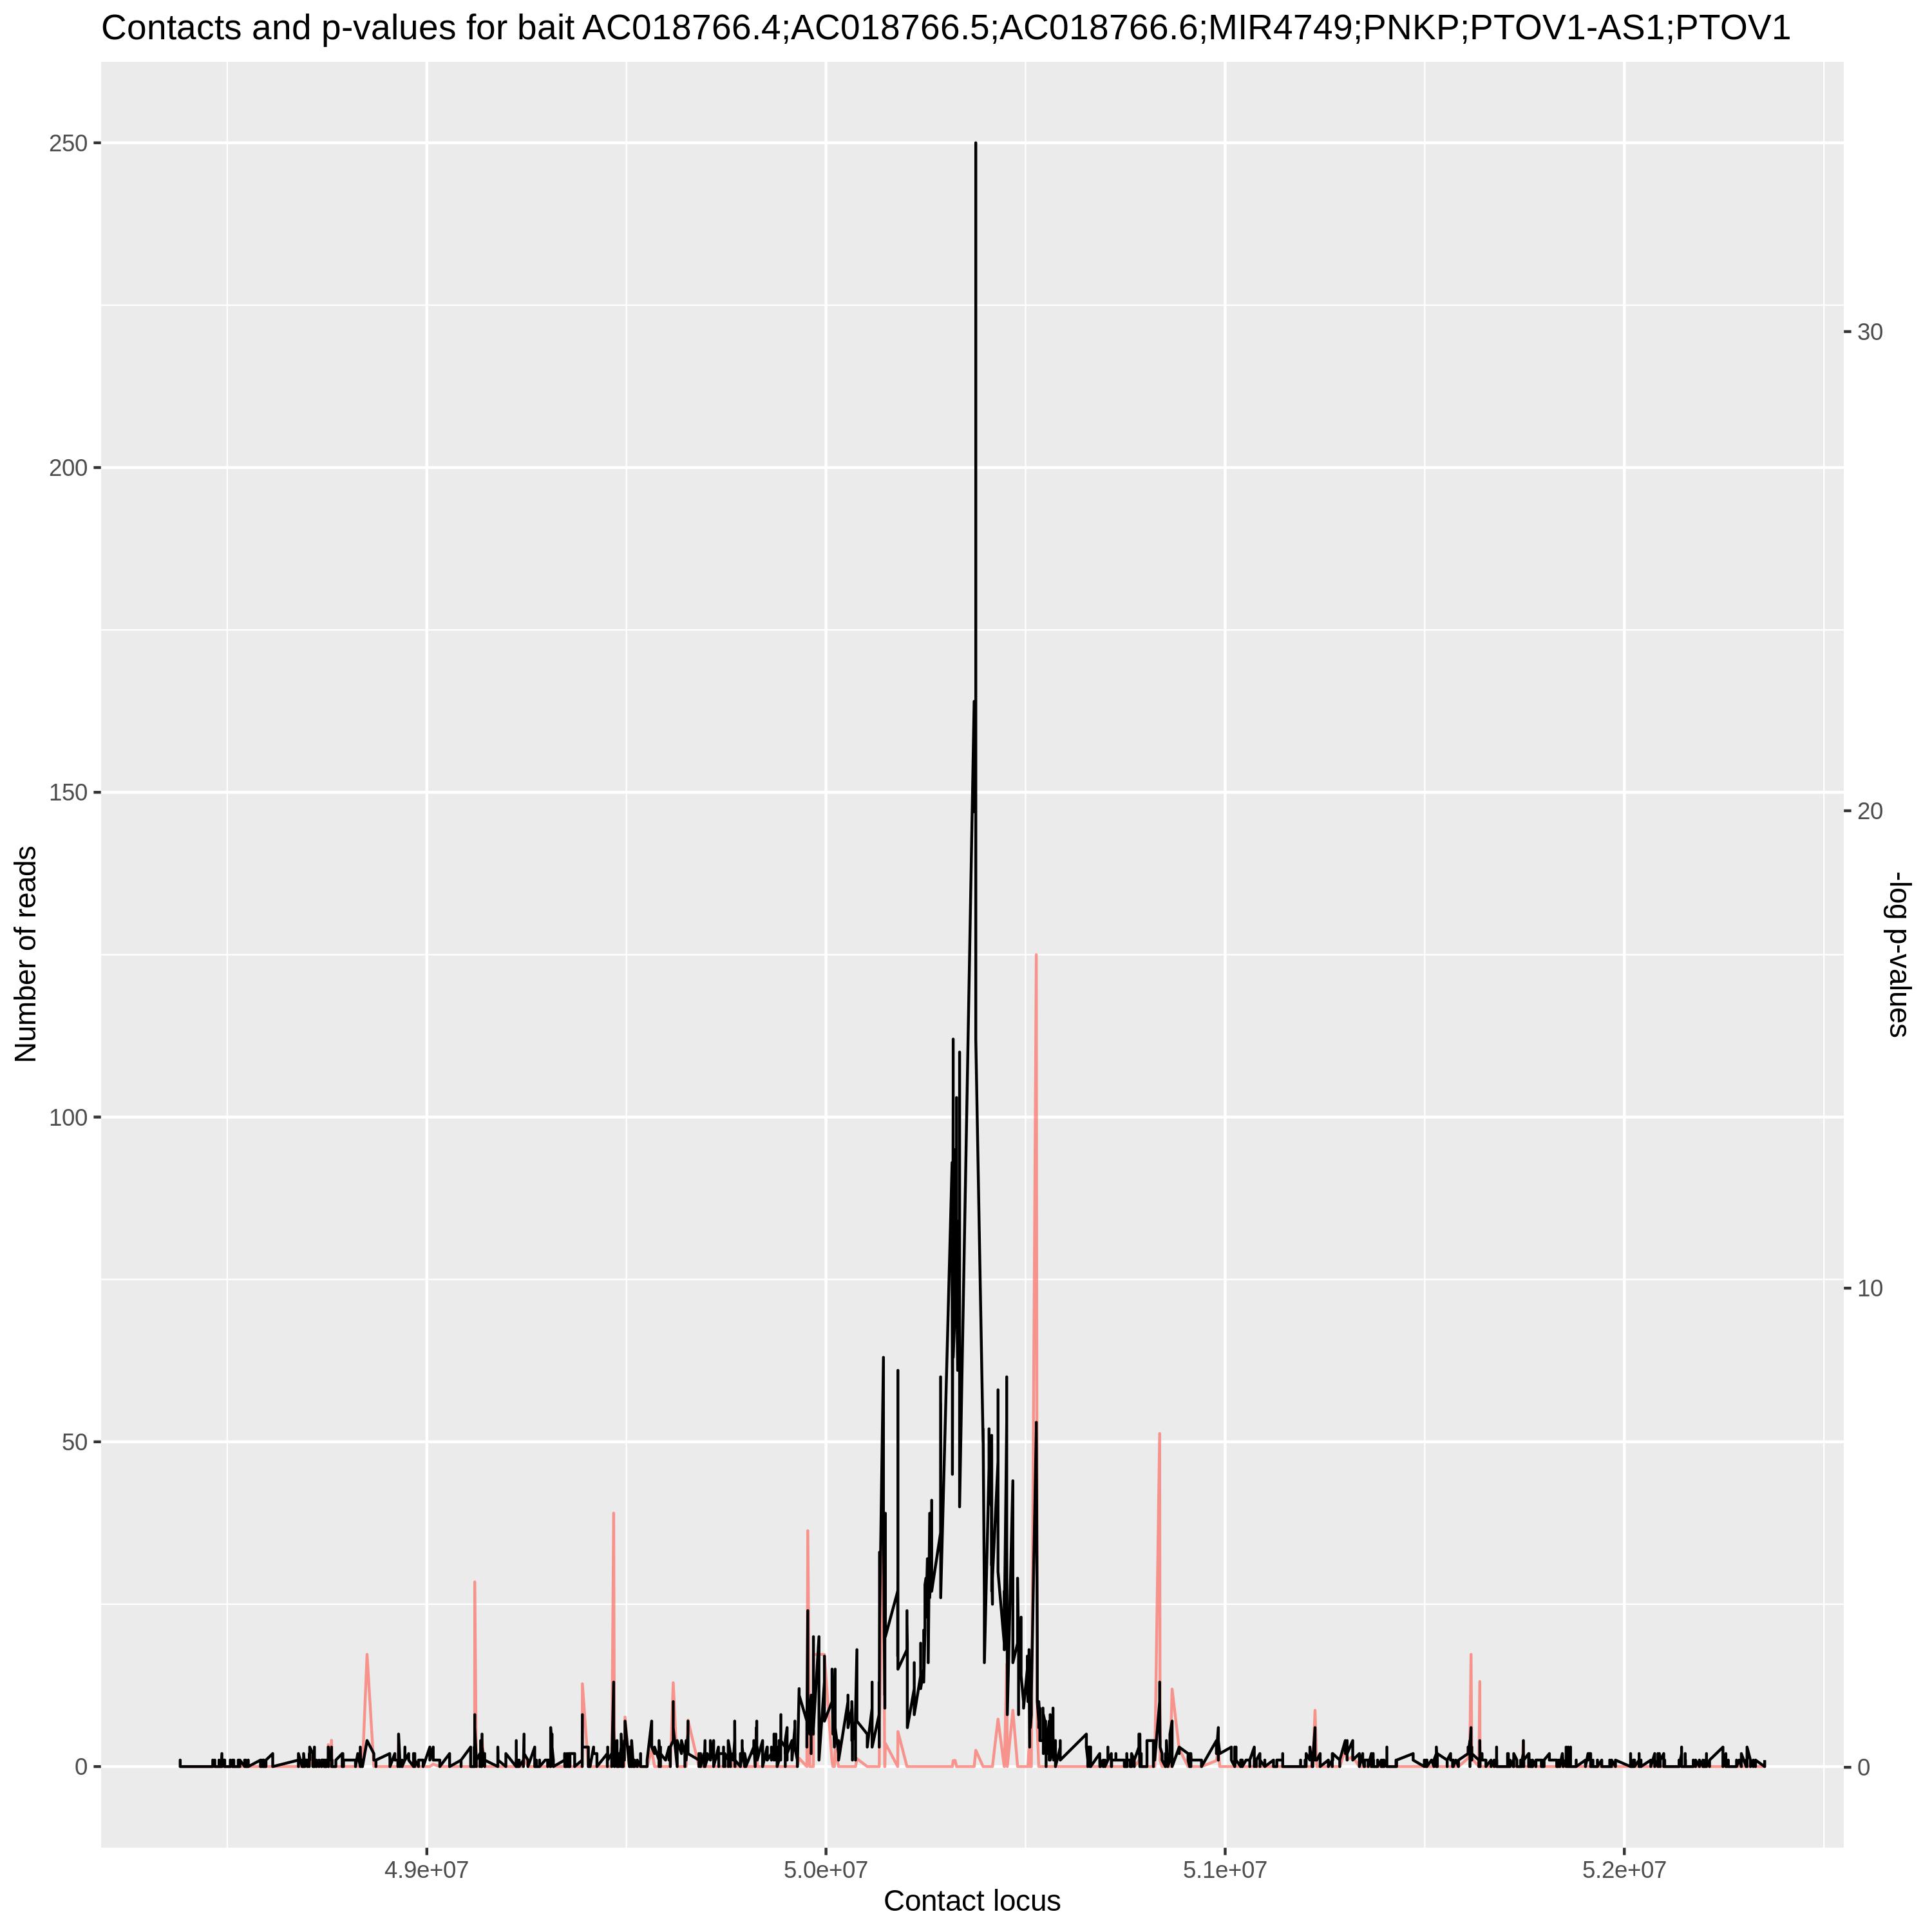 Contacts and p-values for bait AC018766.4;AC018766.5;AC018766.6;MIR4749;PNKP;PTOV1-AS1;PTOV1
250
200
150
100
50
0
Number of reads
30
20
10
0
-log p-values
4.9e+07 5.0e+07 5.1e+07 5.2e+07
Contact locus